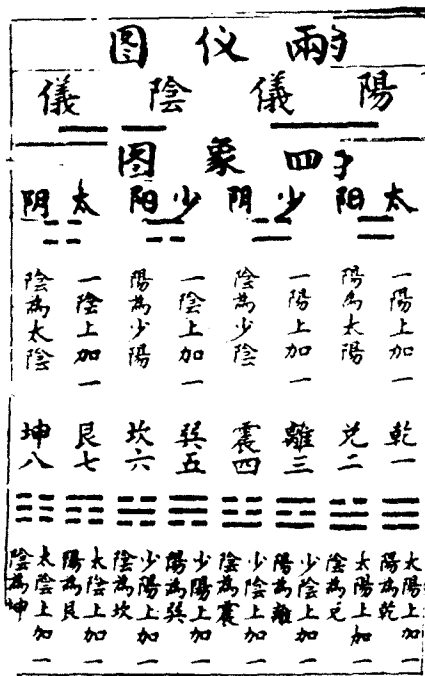 兩仪图
陽儀 陰儀
四象图
太阳 少阴 少阳 太阴
一陽上加一
陽為太陽
一陽上加一
陰為少陰
一陰上加一
陽為少陽
一陰上加一
陰為太陰
乾一
兑二
離三
震四
巽五
坎六
艮七
坤八
太陽上加一
陽為乾
太陽上加一
陰為兑
少陰上加一
陽為離
少陰上加一
陰為震
少陽上加一
陽為巽
少陽上加一
陰為坎
太陰上加一
陽為艮
太陰上加一
陰為坤